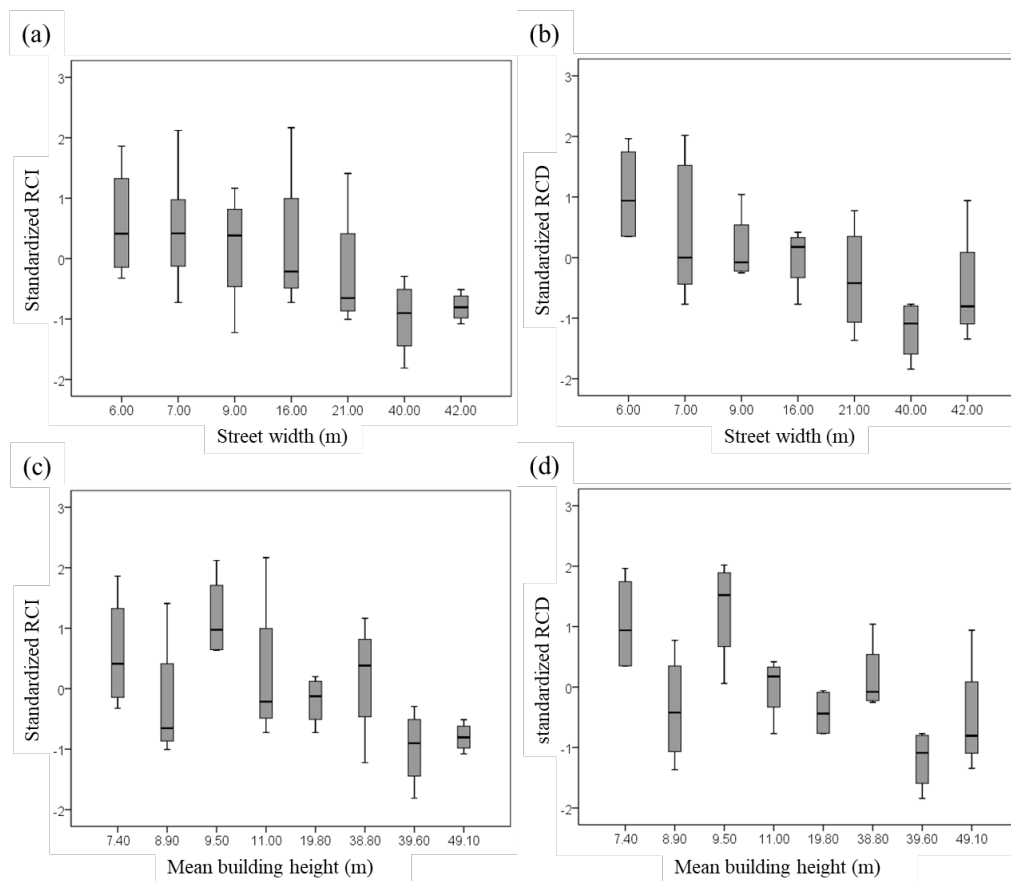 (a)
Standardized RCI
3
2
1
0
-1
-2
6.00 7.00 9.00 16.00 21.00 40.00 42.00
Street width (m)
(b)
Standardized RCD
3
2
1
0
-1
-2
6.00 7.00 9.00 16.00 21.00 40.00 42.00
Street width (m)
(c)
Standardized RCI
3
2
1
0
-1
-2
7.40 8.90 9.50 11.00 19.80 38.80 39.60 49.10
Mean building height (m)
(d)
standardized RCD
3
2
1
0
-1
-2
7.40 8.90 9.50 11.00 19.80 38.80 39.60 49.10
Mean building height (m)